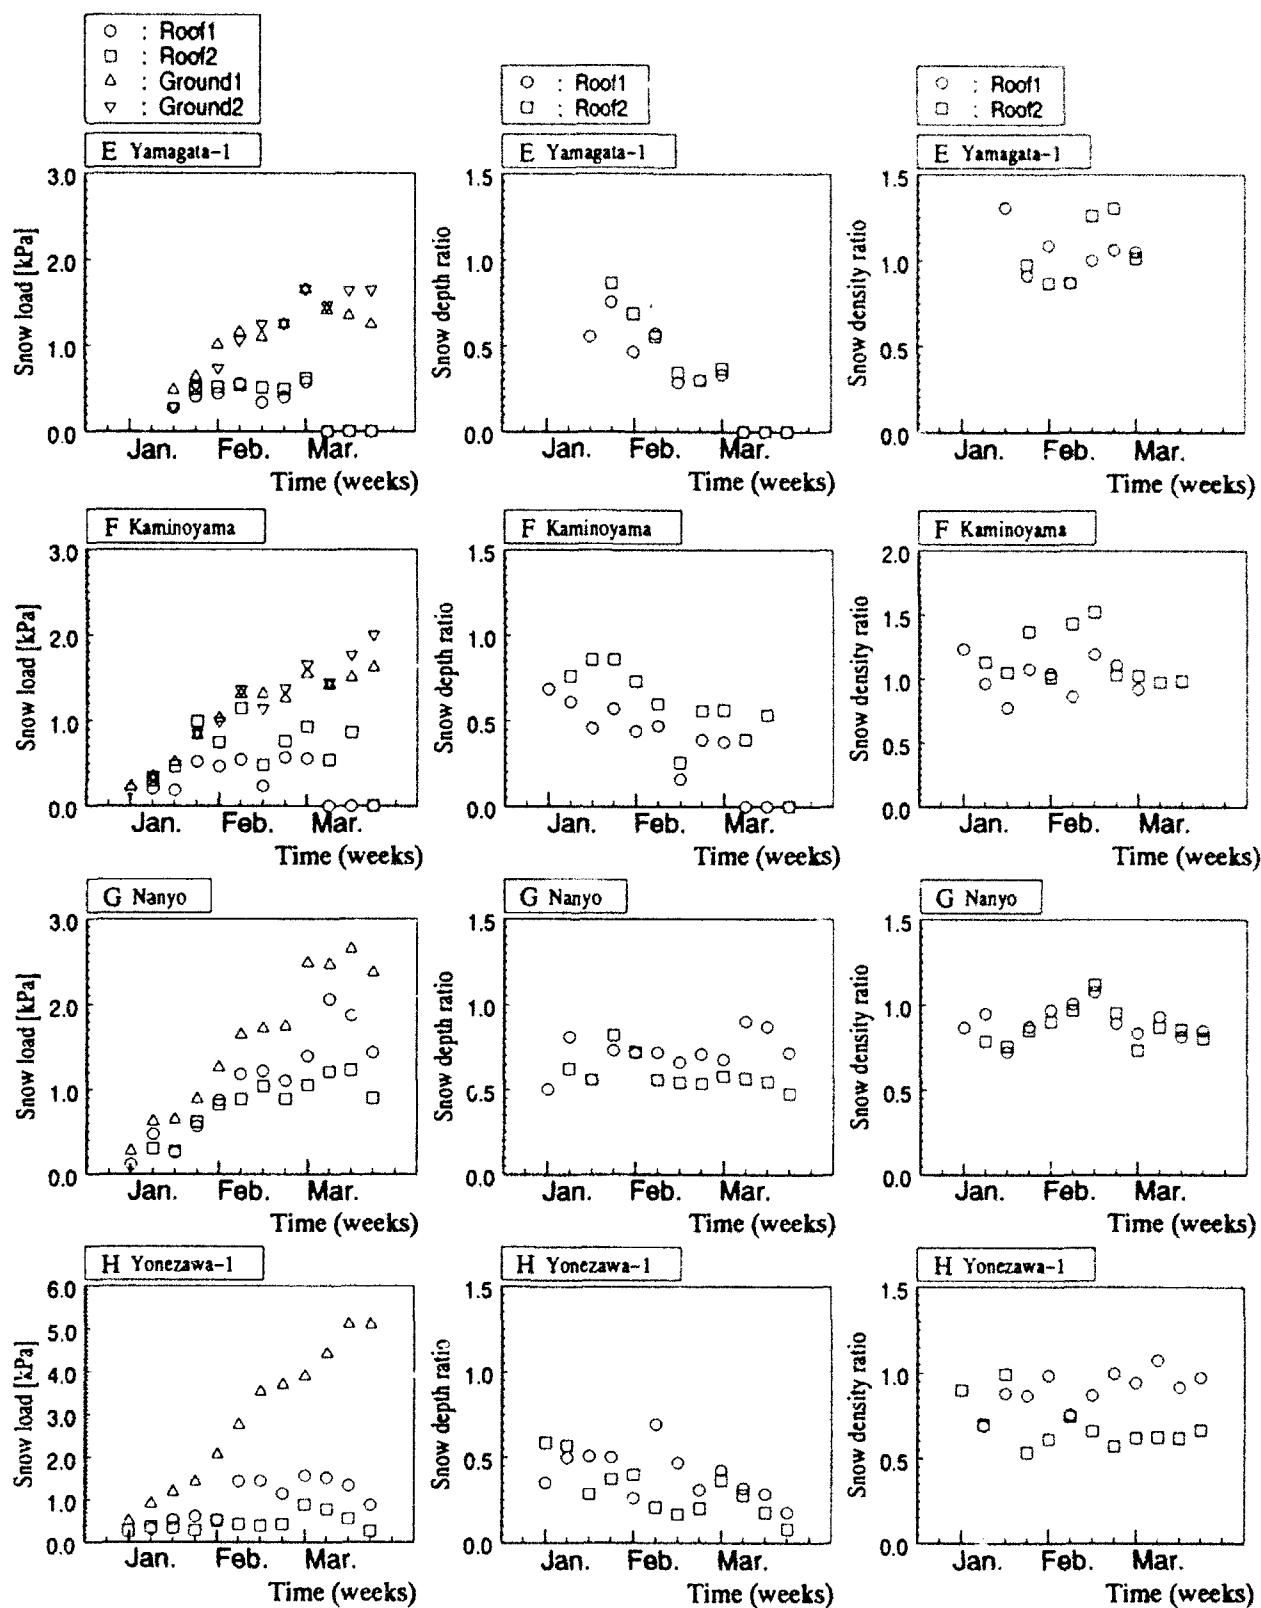 ○ : Roof1
□ : Roof2
△ : Ground1
▽ : Ground2
E Yamagata-1
3.0
2.0
1.0
0.0
Snow load [kPa]
Jan. Feb. Mar.
Time (weeks)
○ : Roof1
□ : Roof2
E Yamagata-1
1.5
1.0
0.5
0.0
Snow depth ratio
Jan. Feb. Mar.
Time (weeks)
○ : Roof1
□ : Roof2
E Yamagata-1
1.5
1.0
0.5
0.0
Snow density ratio
Jan. Feb. Mar.
Time (weeks)
F Kaminoyama
3.0
2.0
1.0
0.0
Snow load [kPa]
Jan. Feb. Mar.
Time (weeks)
F Kaminoyama
1.5
1.0
0.5
0.0
Snow depth ratio
Jan. Feb. Mar.
Time (weeks)
F Kaminoyama
2.0
1.5
1.0
0.5
0.0
Snow density ratio
Jan. Feb. Mar.
Time (weeks)
G Nanyo
3.0
2.0
1.0
0.0
Snow load [kPa]
Jan. Feb. Mar.
Time (weeks)
G Nanyo
1.5
1.0
0.5
0.0
Snow depth ratio
Jan. Feb. Mar.
Time (weeks)
G Nanyo
1.5
1.0
0.5
0.0
Snow density ratio
Jan. Feb. Mar.
Time (weeks)
H Yonezawa-1
6.0
5.0
4.0
3.0
2.0
1.0
0.0
Snow load [kPa]
Jan. Feb. Mar.
Time (weeks)
H Yonezawa-1
1.5
1.0
0.5
0.0
Snow depth ratio
Jan. Feb. Mar.
Time (weeks)
H Yonezawa-1
1.5
1.0
0.5
0.0
Snow density ratio
Jan. Feb. Mar.
Time (weeks)